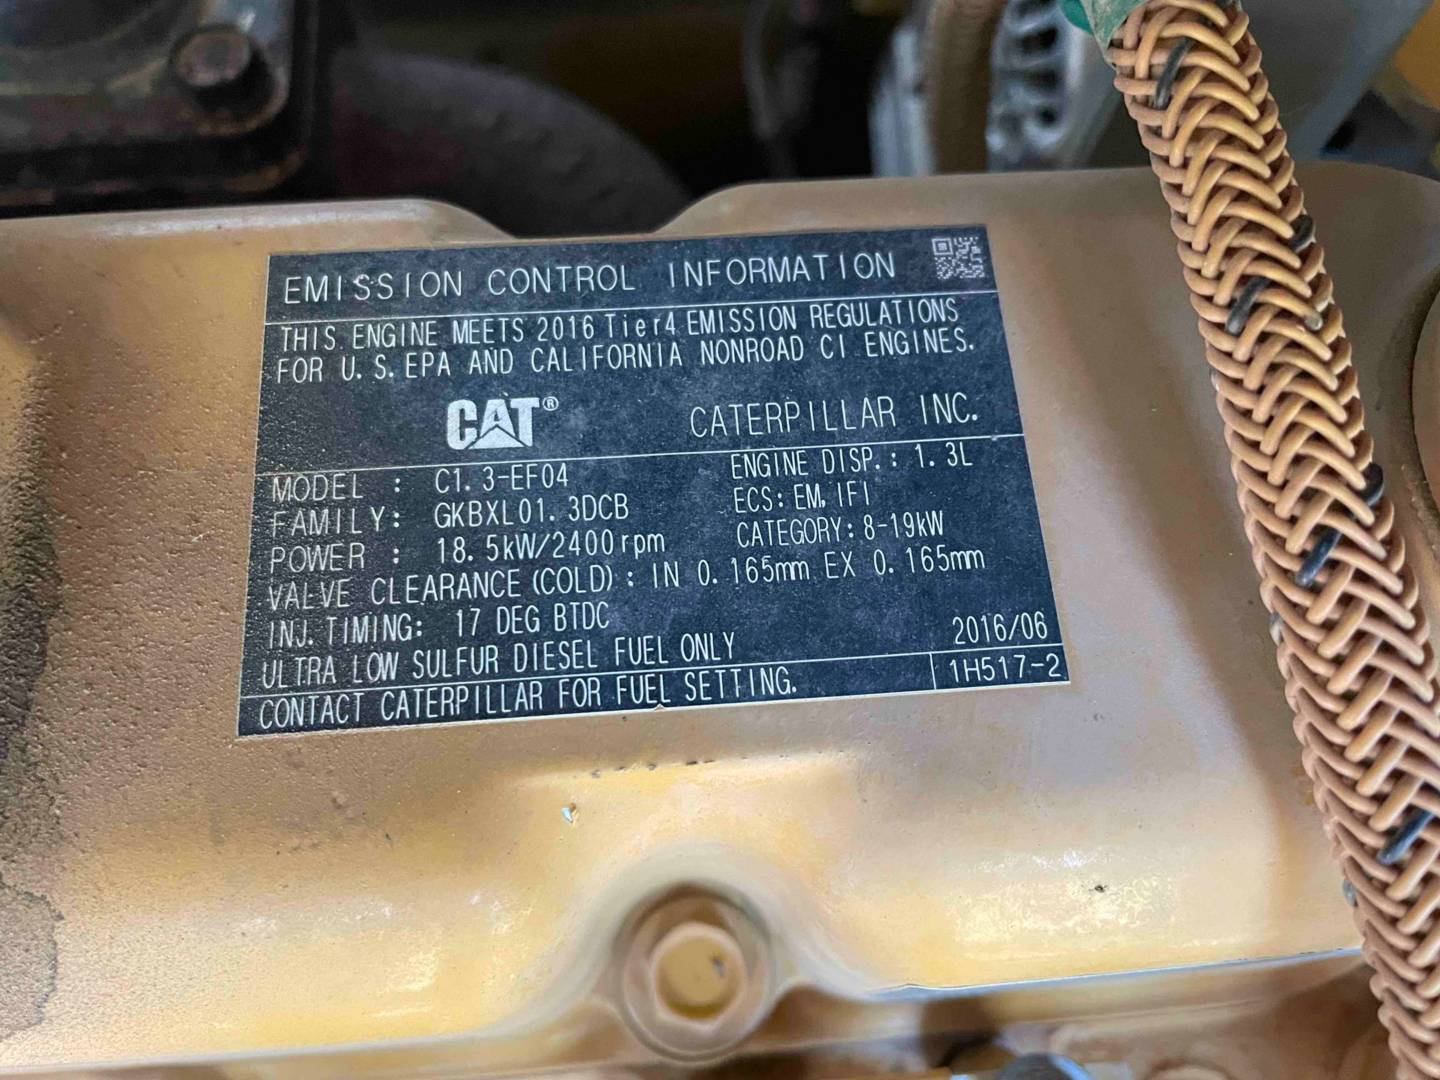 EMISSION CONTROL INFORMATION
THIS ENGINE MEETS 2016 Tier4 EMISSION REGULATIONS
FOR U.S. EPA AND CALIFORNIA NONROAD CI ENGINES.
CAT® CATERPILLAR INC.
MODEL : C1.3-EF04 ENGINE DISP.: 1.3L
FAMILY: GKBXL01.3DCB ECS: EM, IFI
POWER : 18.5kW/2400rpm CATEGORY: 8-19kW
VALVE CLEARANCE (COLD) : IN 0.165mm EX 0.165mm
INJ. TIMING: 17 DEG BTDC
ULTRA LOW SULFUR DIESEL FUEL ONLY 2016/06
CONTACT CATERPILLAR FOR FUEL SETTING. 1H517-2